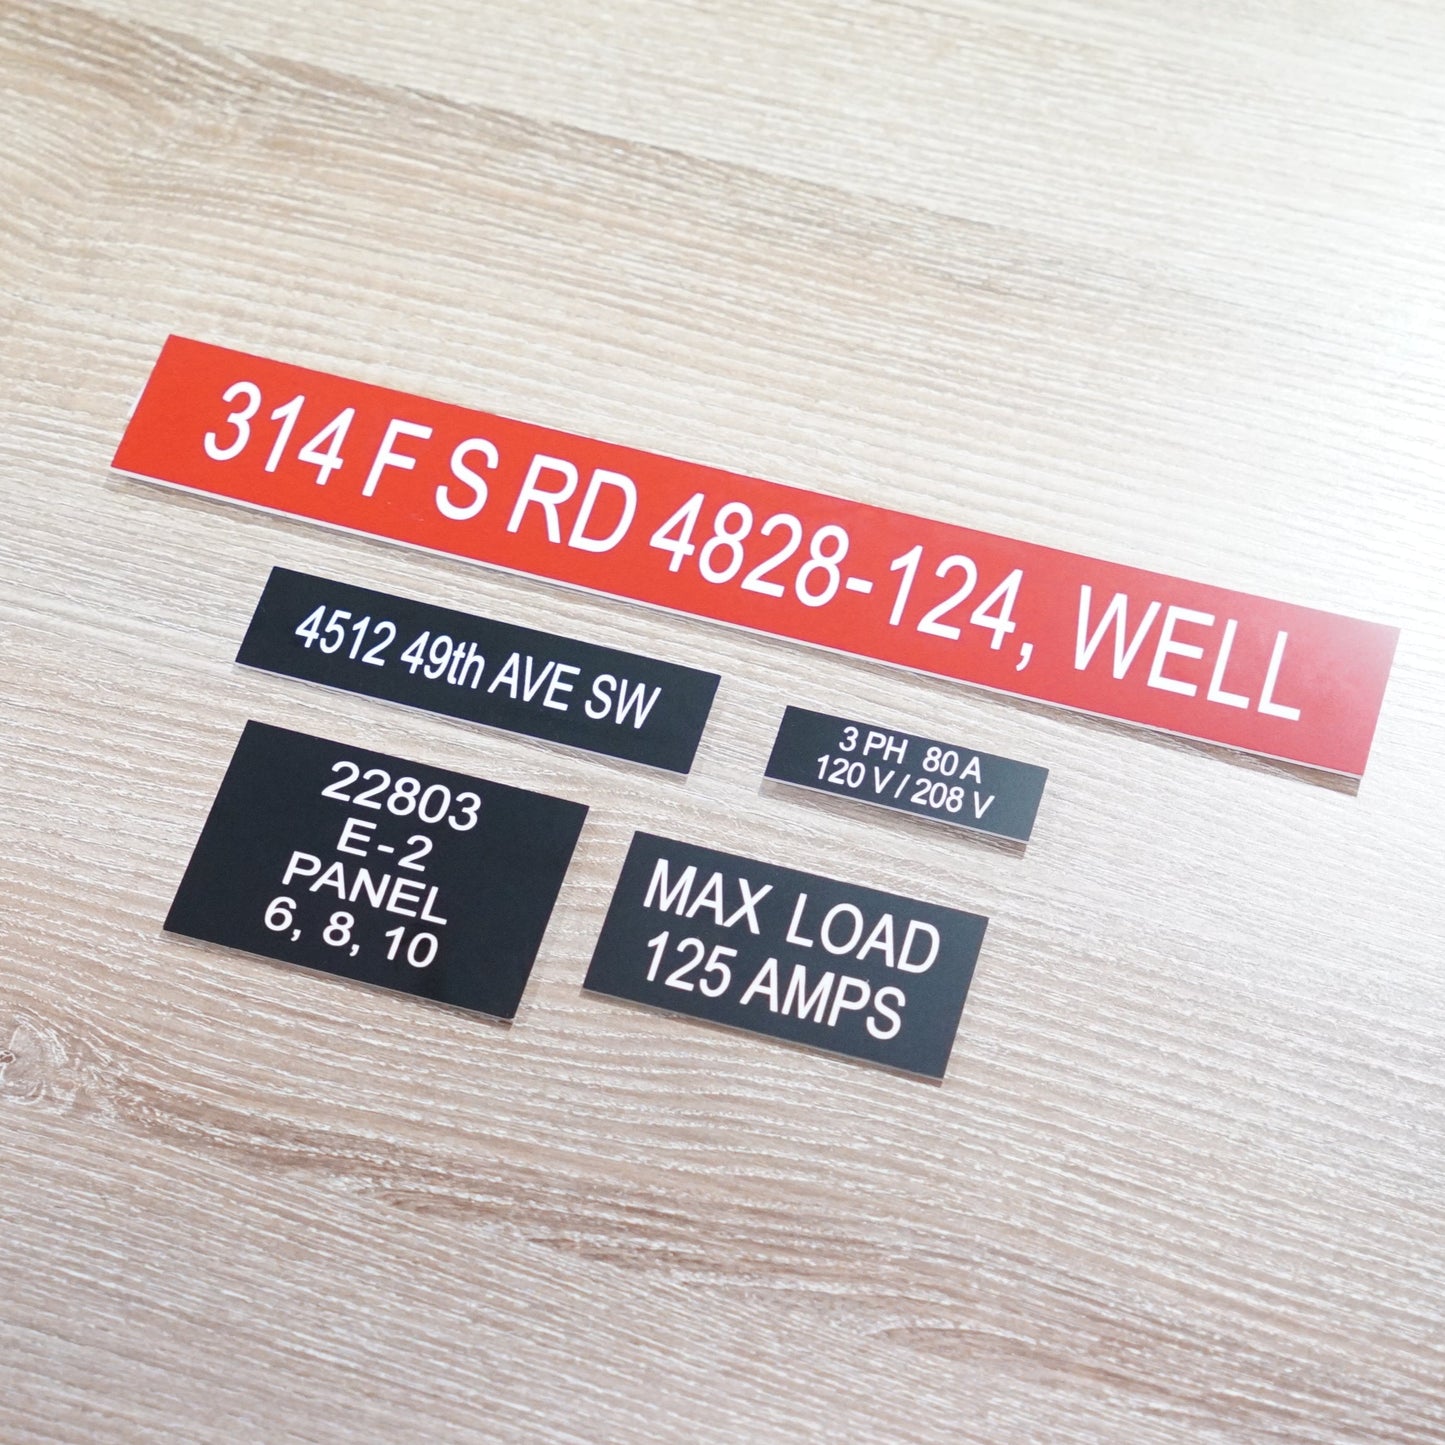 314 F S RD 4828-124, WELL
4512 49th AVE SW
3 PH 80 A
120 V / 208 V
22803
E-2
PANEL
6, 8, 10
MAX LOAD
125 AMPS